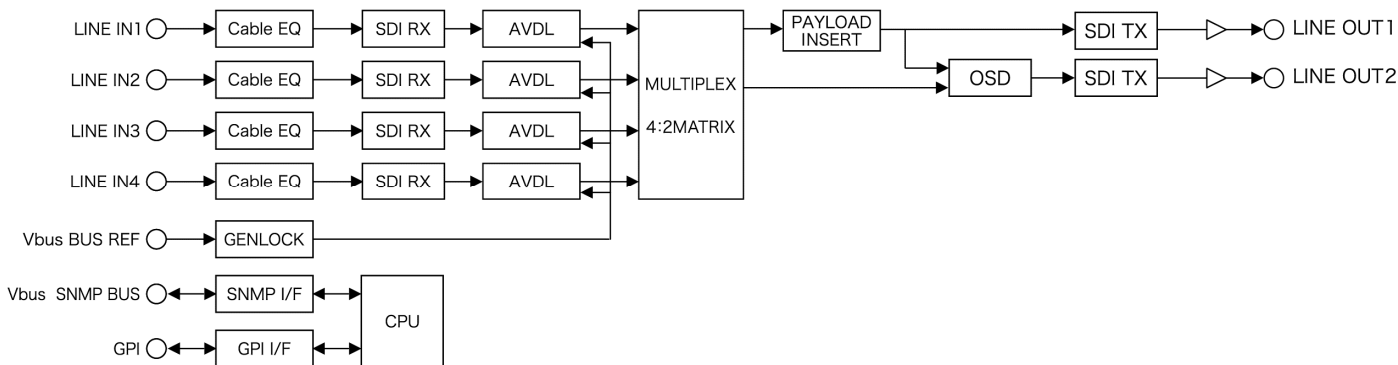 LINE IN1 Cable EQ SDI RX AVDL PAYLOAD INSERT SDI TX LINE OUT1
LINE IN2 Cable EQ SDI RX AVDL MULTIPLEX OSD SDI TX LINE OUT2
LINE IN3 Cable EQ SDI RX AVDL 4:2MATRIX
LINE IN4 Cable EQ SDI RX AVDL
Vbus BUS REF GENLOCK
Vbus SNMP BUS SNMP I/F CPU
GPI GPI I/F